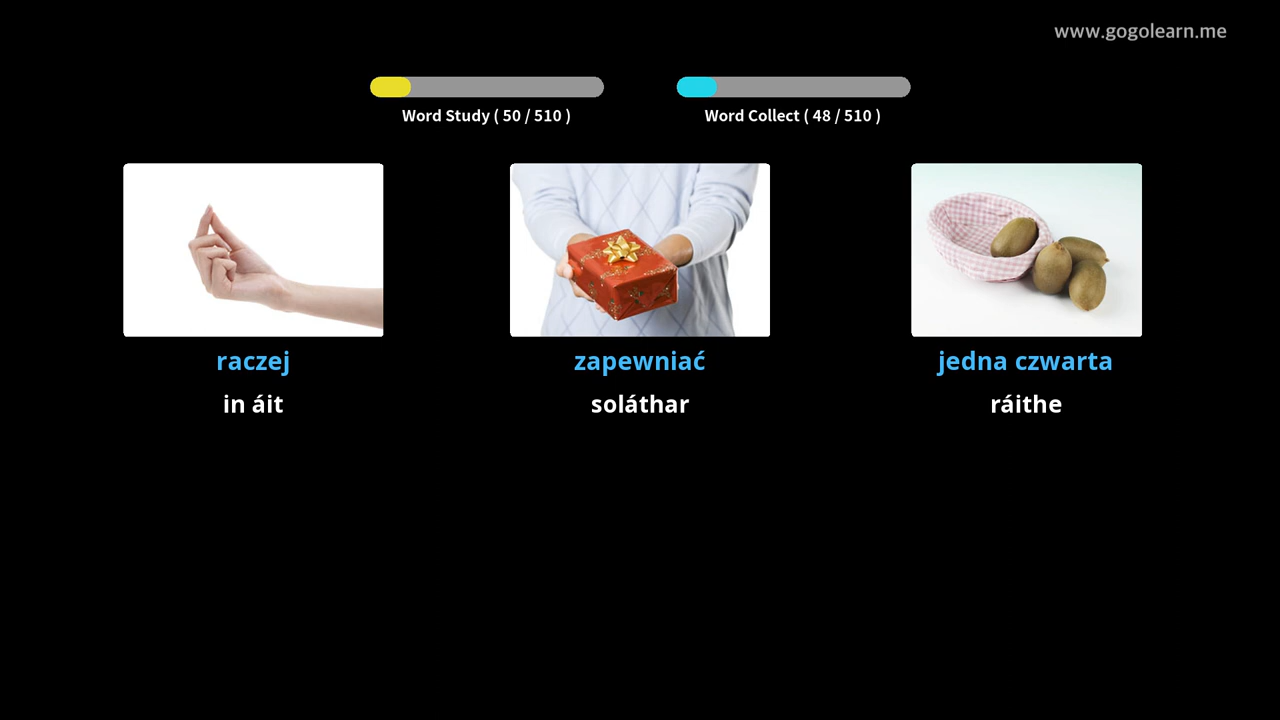 www.gogolearn.me
Word Study ( 50 / 510 )
Word Collect ( 48 / 510 )
raczej
in áit
zapewniać
soláthar
jedna czwarta
ráithe